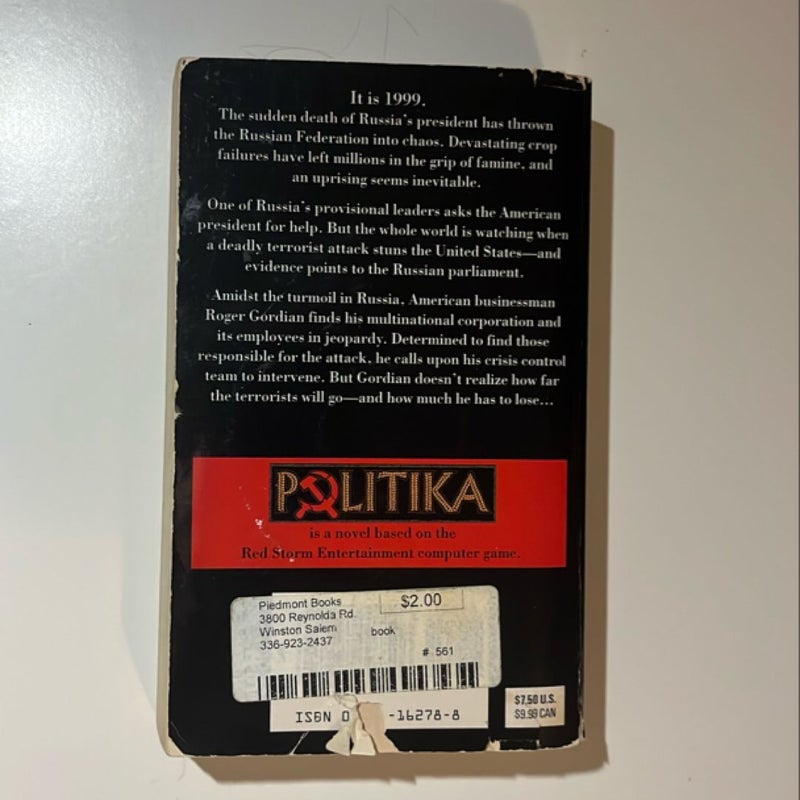 It is 1999.
The sudden death of Russia's president has thrown
the Russian Federation into chaos. Devastating crop
failures have left millions in the grip of famine, and
an uprising seems inevitable.
One of Russia's provisional leaders asks the American
president for help. But the whole world is watching when
a deadly terrorist attack stuns the United States—and
evidence points to the Russian parliament.
Amidst the turmoil in Russia, American businessman
Roger Gordian finds his multinational corporation and
its employees in jeopardy. Determined to find those
responsible for the attack, he calls upon his crisis control
team to intervene. But Gordian doesn't realize how far
the terrorists will go—and how much he has to lose...
POLITIKA
is a novel based on the
Red Storm Entertainment computer game.
Piedmont Books
$2.00
3800 Reynolda Rd.
Winston Salem
book
336-923-2437
# 561
ISBN 0 -16278-8
$7.50 U.S.
$9.99 CAN